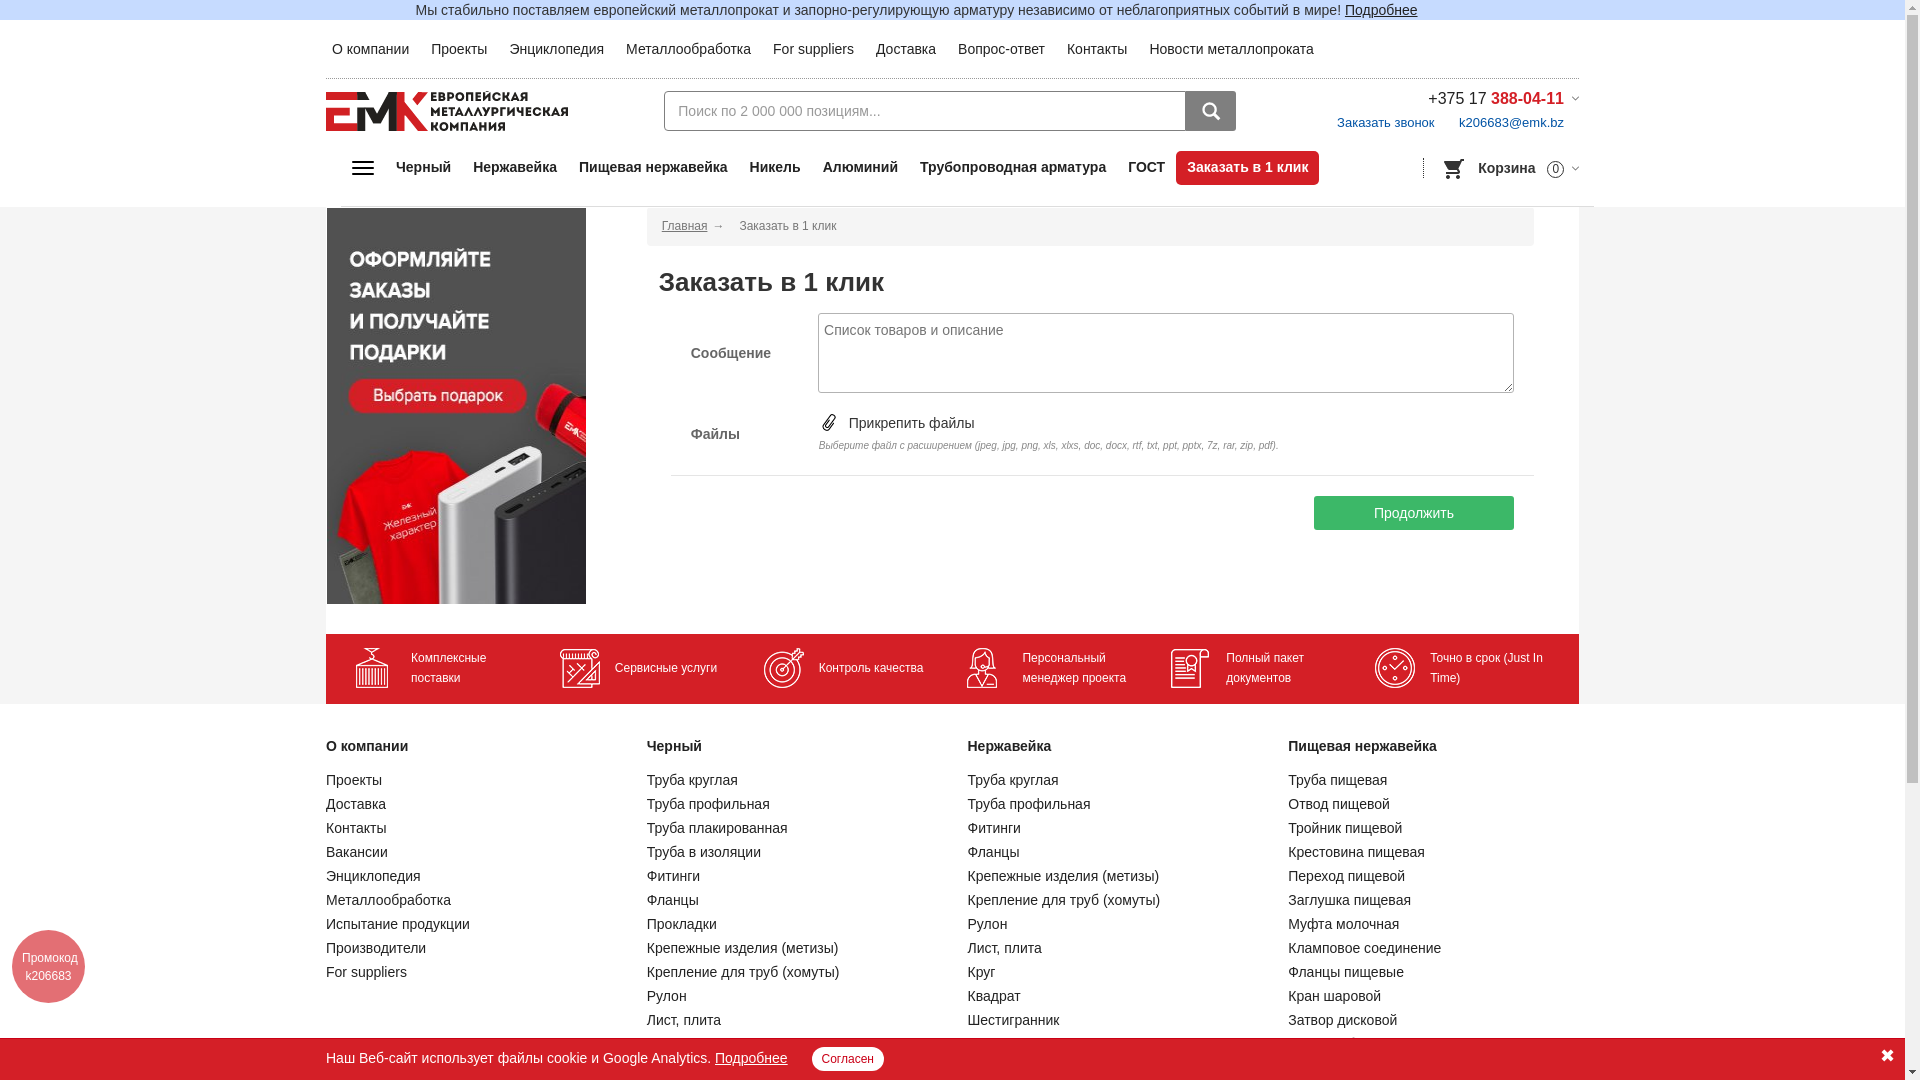 Мы стабильно поставляем европейский металлопрокат и запорно-регулирующую арматуру независимо от неблагоприятных событий в мире! Подробнее
О компании Проекты Энциклопедия Металлообработка For suppliers Доставка Вопрос-ответ Контакты Новости металлопроката
ЕМК ЕВРОПЕЙСКАЯ
МЕТАЛЛУРГИЧЕСКАЯ
КОМПАНИЯ
Поиск по 2 000 000 позициям...
+375 17 388-04-11
Заказать звонок k206683@emk.bz
Черный Нержавейка Пищевая нержавейка Никель Алюминий Трубопроводная арматура ГОСТ Заказать в 1 клик
Корзина 0
ОФОРМЛЯЙТЕ
ЗАКАЗЫ
И ПОЛУЧАЙТЕ
ПОДАРКИ
Выбрать подарок
ЕМК
ЕМК
Железный
характер
Главная → Заказать в 1 клик
Заказать в 1 клик
Сообщение
Список товаров и описание
Файлы
Прикрепить файлы
Выберите файл с расширением (jpeg, jpg, png, xls, xlxs, doc, docx, rtf, txt, ppt, pptx, 7z, rar, zip, pdf).
Продолжить
Комплексные
поставки
Сервисные услуги
Контроль качества
Персональный
менеджер проекта
Полный пакет
документов
Точно в срок (Just In
Time)
О компании
Проекты
Доставка
Контакты
Вакансии
Энциклопедия
Металлообработка
Испытание продукции
Производители
For suppliers
Черный
Труба круглая
Труба профильная
Труба плакированная
Труба в изоляции
Фитинги
Фланцы
Прокладки
Крепежные изделия (метизы)
Крепление для труб (хомуты)
Рулон
Лист, плита
Нержавейка
Труба круглая
Труба профильная
Фитинги
Фланцы
Крепежные изделия (метизы)
Крепление для труб (хомуты)
Рулон
Лист, плита
Круг
Квадрат
Шестигранник
Пищевая нержавейка
Труба пищевая
Отвод пищевой
Тройник пищевой
Крестовина пищевая
Переход пищевой
Заглушка пищевая
Муфта молочная
Кламповое соединение
Фланцы пищевые
Кран шаровой
Затвор дисковой
Промокод
k206683
Наш Веб-сайт использует файлы cookie и Google Analytics. Подробнее Согласен